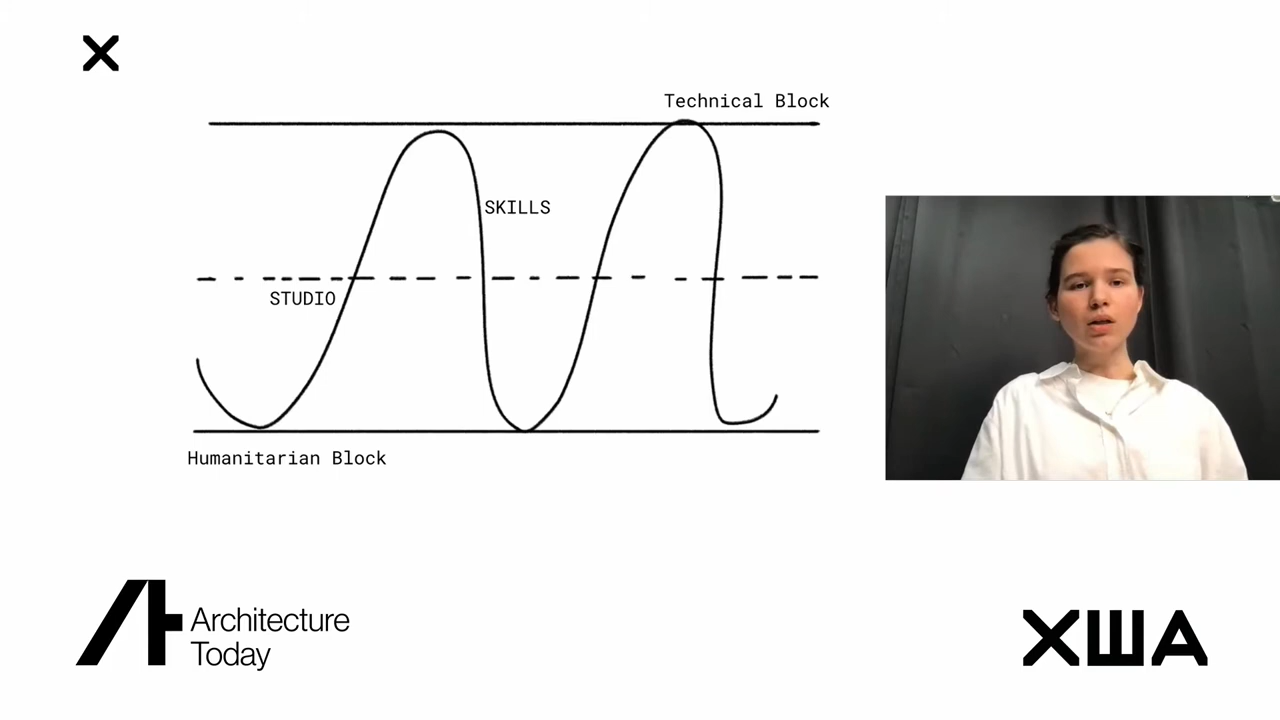 Technical Block
SKILLS
STUDIO
Humanitarian Block
Architecture
Today
ХША